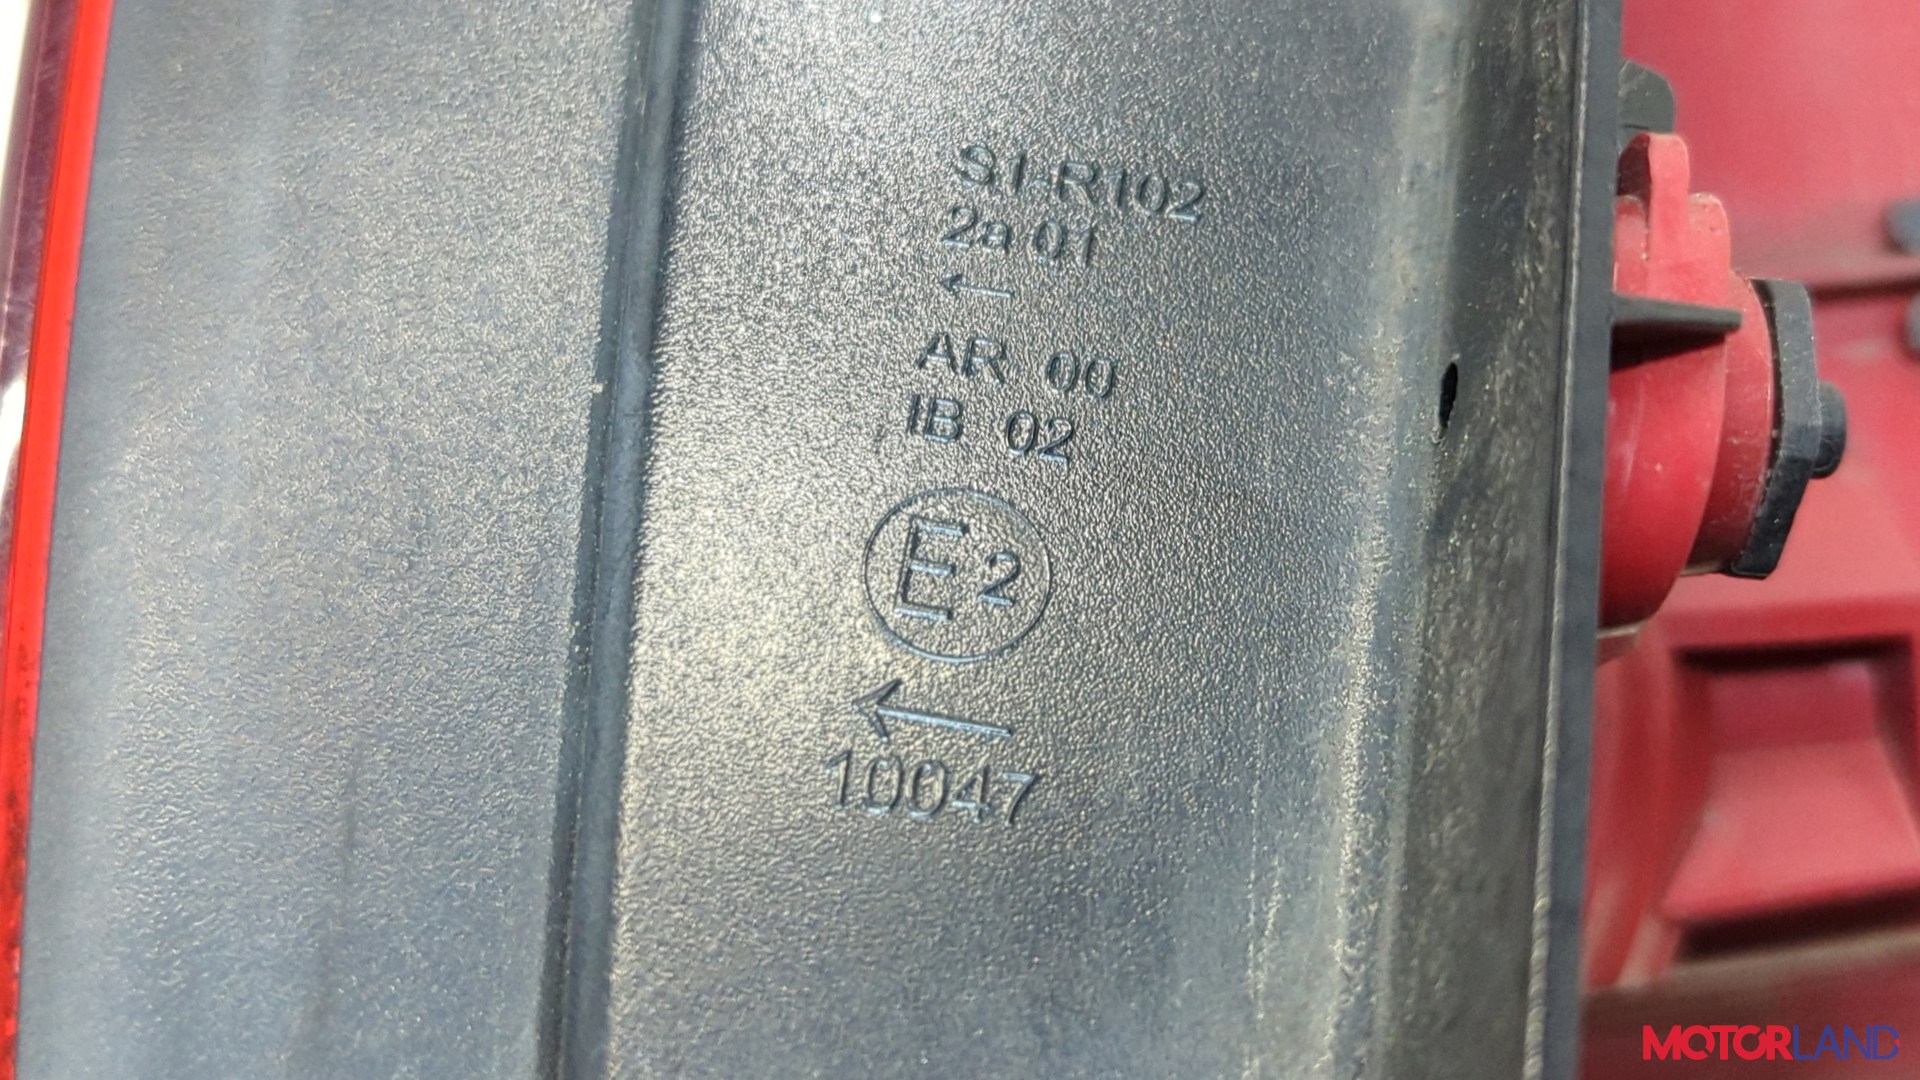 S1-R102
2a 01
←
AR 00
IB 02
E2
←
10047
MOTORLAND